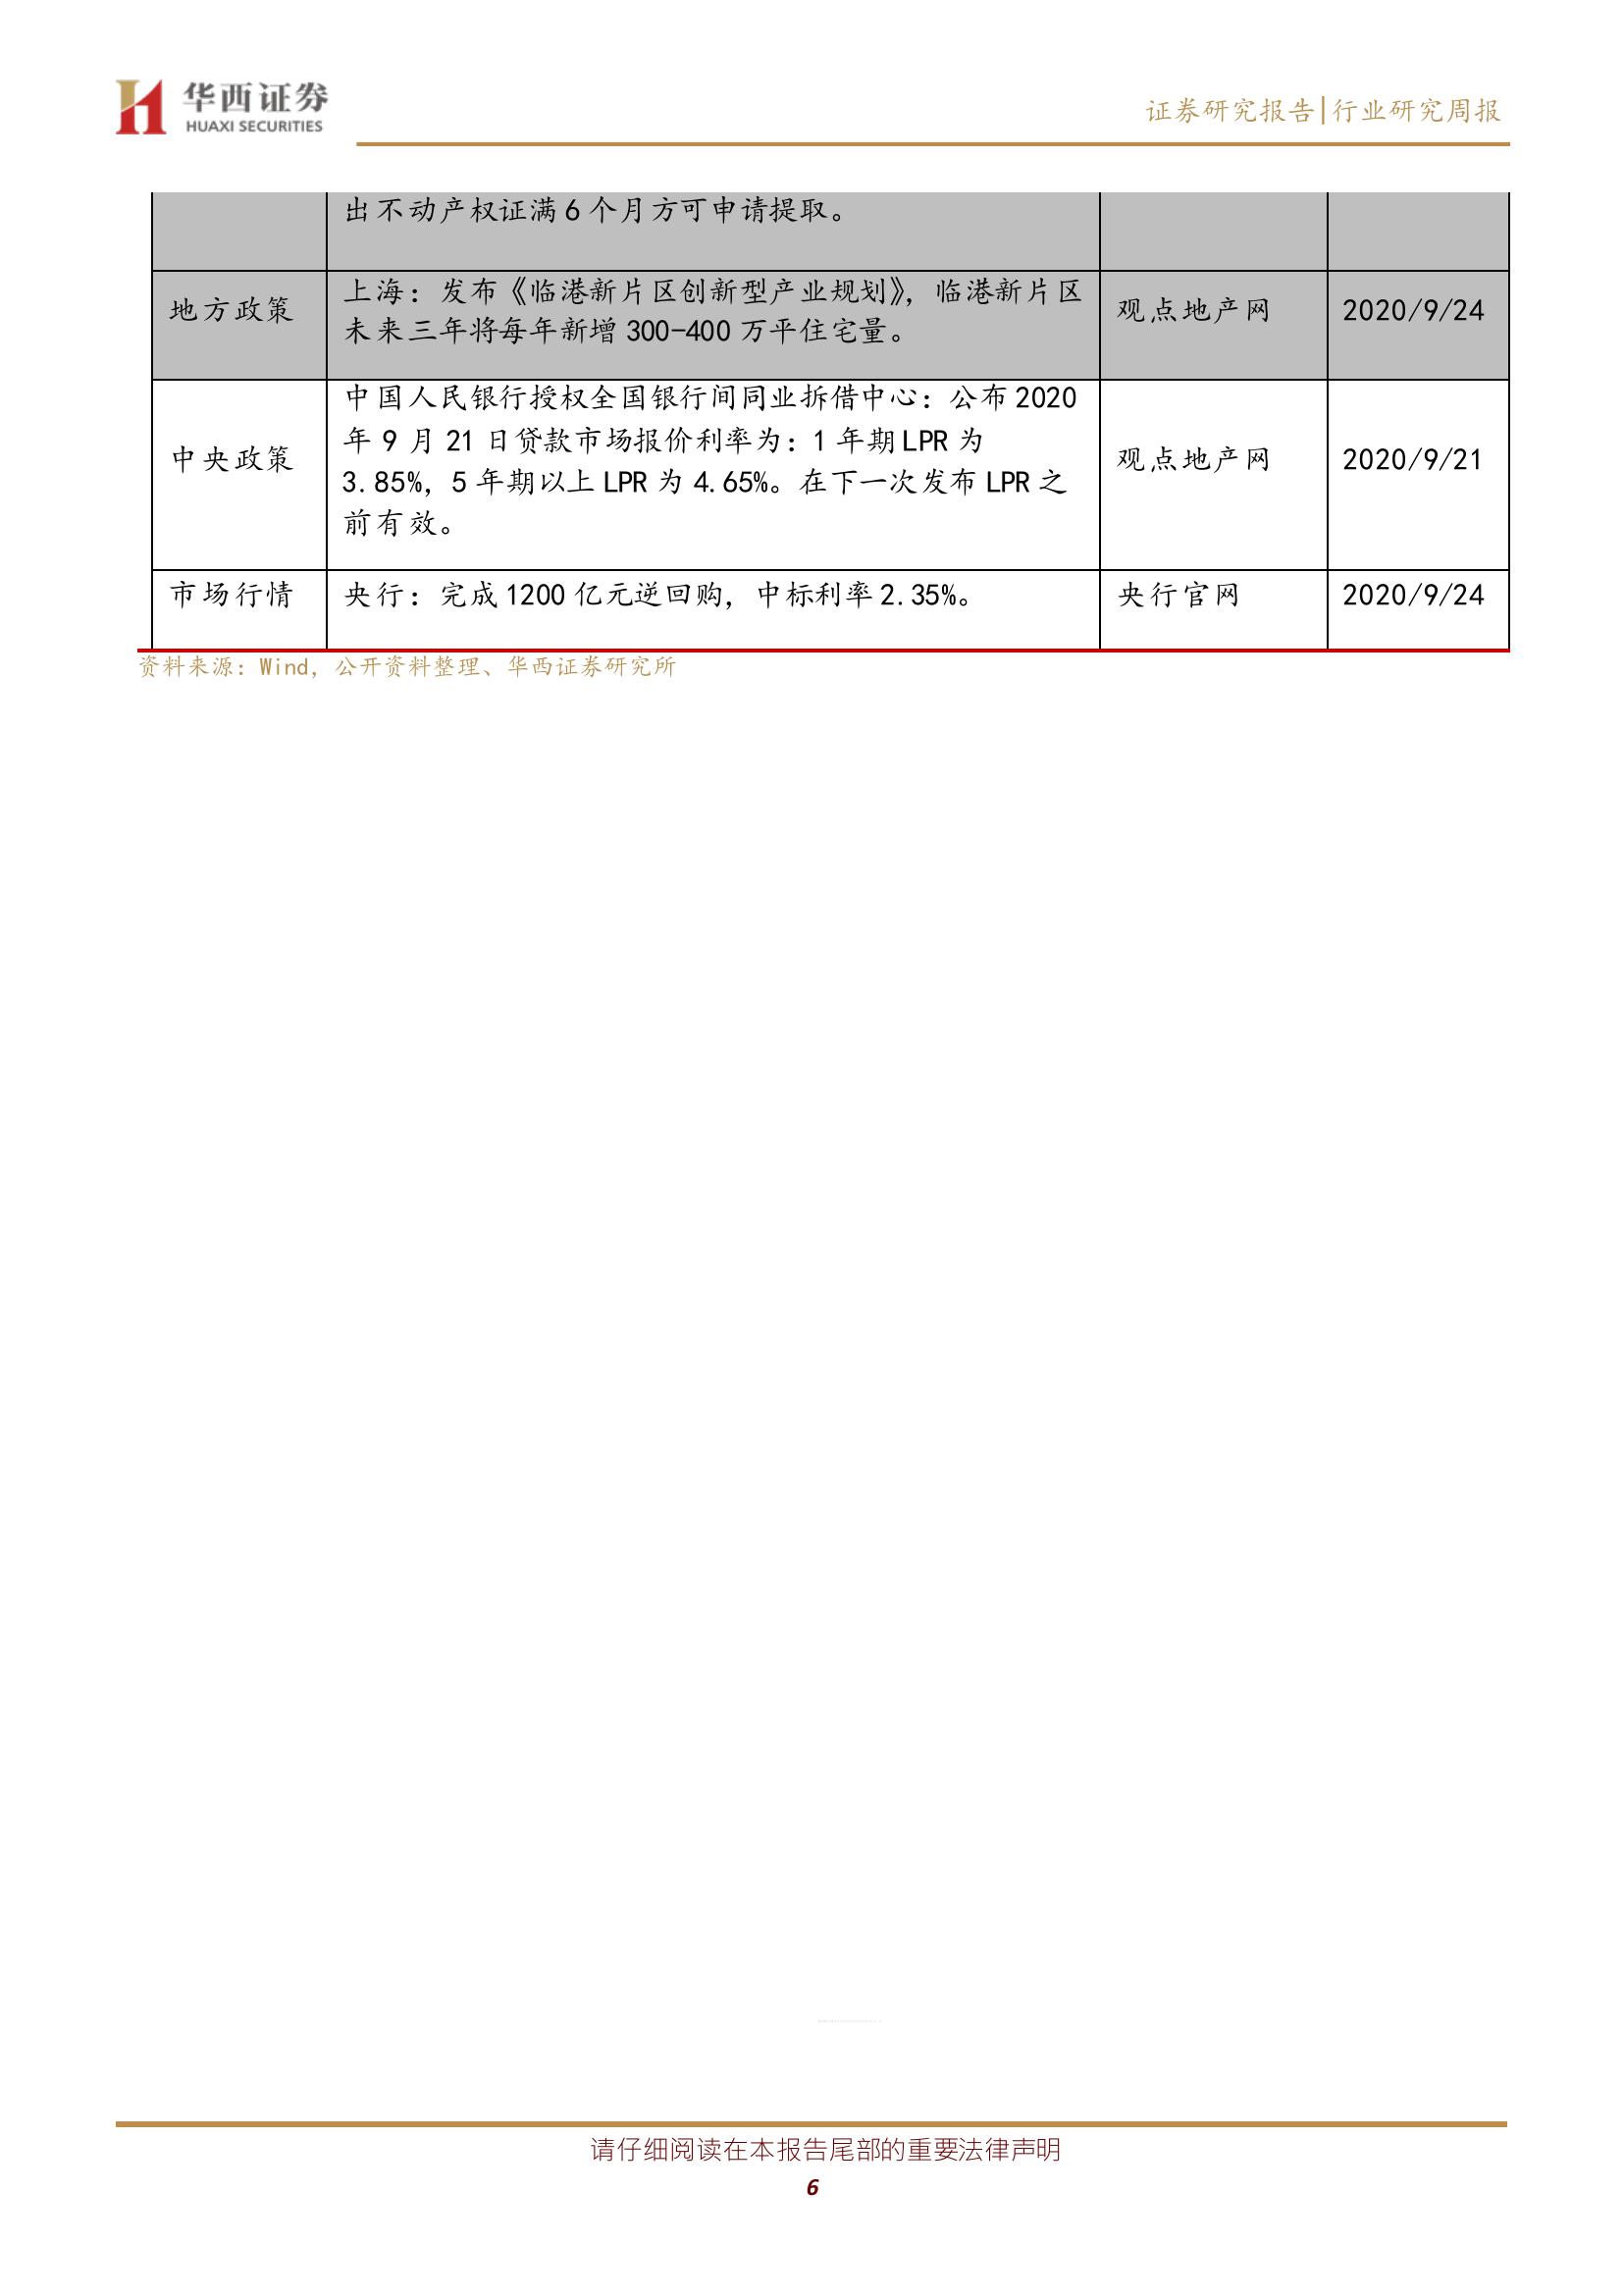 华西证券
HUAXI SECURITIES
证券研究报告|行业研究周报
出不动产权证满6个月方可申请提取。
地方政策
上海：发布《临港新片区创新型产业规划》，临港新片区
未来三年将每年新增300-400万平住宅量。
观点地产网
2020/9/24
中央政策
中国人民银行授权全国银行间同业拆借中心：公布2020
年9月21日贷款市场报价利率为：1年期LPR为
3.85%，5年期以上LPR为4.65%。在下一次发布LPR之
前有效。
观点地产网
2020/9/21
市场行情
央行：完成1200亿元逆回购，中标利率2.35%。
央行官网
2020/9/24
资料来源：Wind，公开资料整理、华西证券研究所
请仔细阅读在本报告尾部的重要法律声明
6